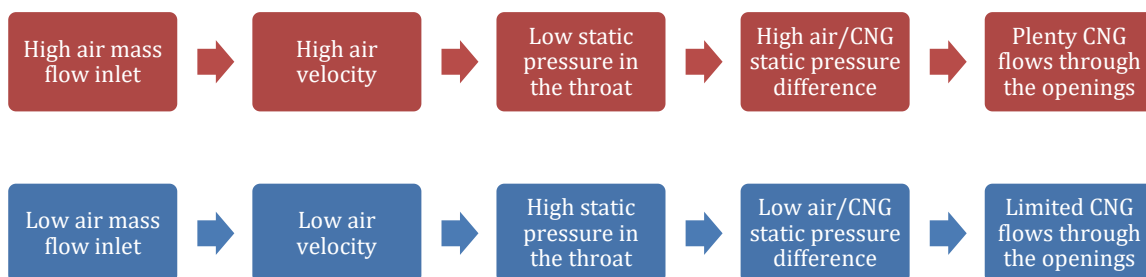 High air mass
flow inlet
High air
velocity
Low static
pressure in
the throat
High air/CNG
static pressure
difference
Plenty CNG
flows through
the openings
Low air mass
flow inlet
Low air
velocity
High static
pressure in
the throat
Low air/CNG
static pressure
difference
Limited CNG
flows through
the openings